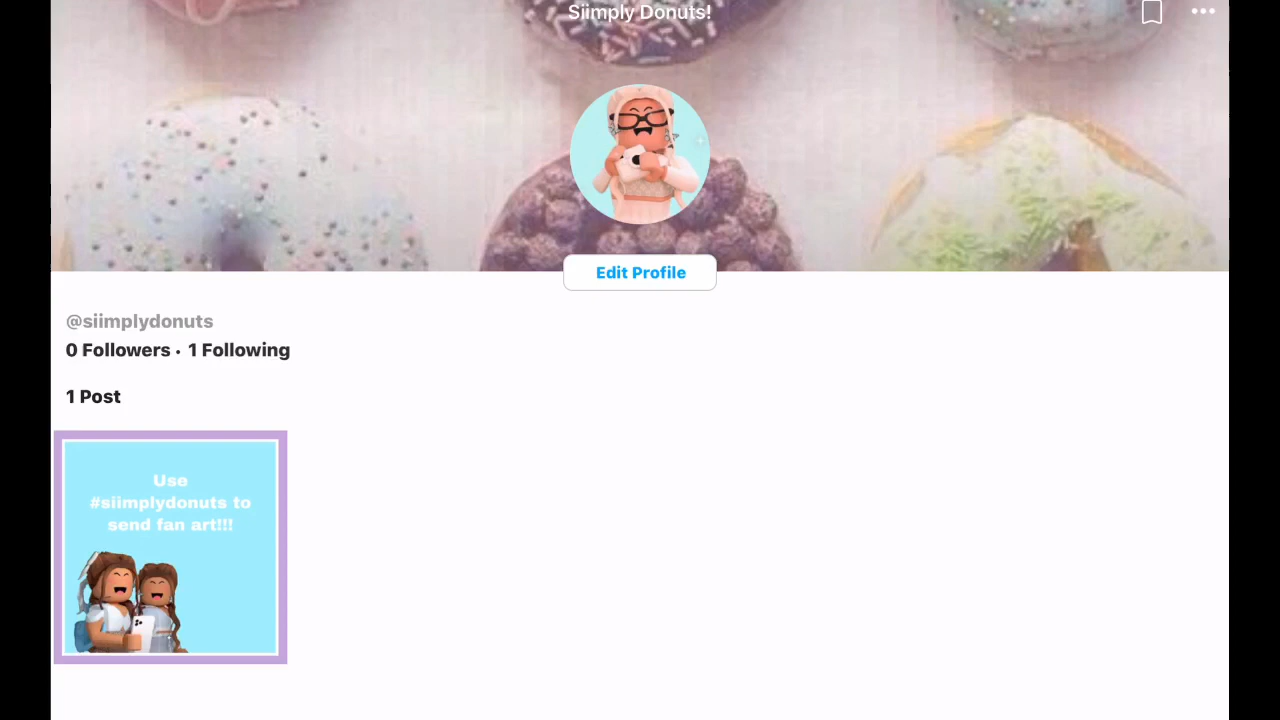 Siimply Donuts!
Edit Profile
@siimplydonuts
0 Followers • 1 Following
1 Post
Use
#siimplydonuts to
send fan art!!!